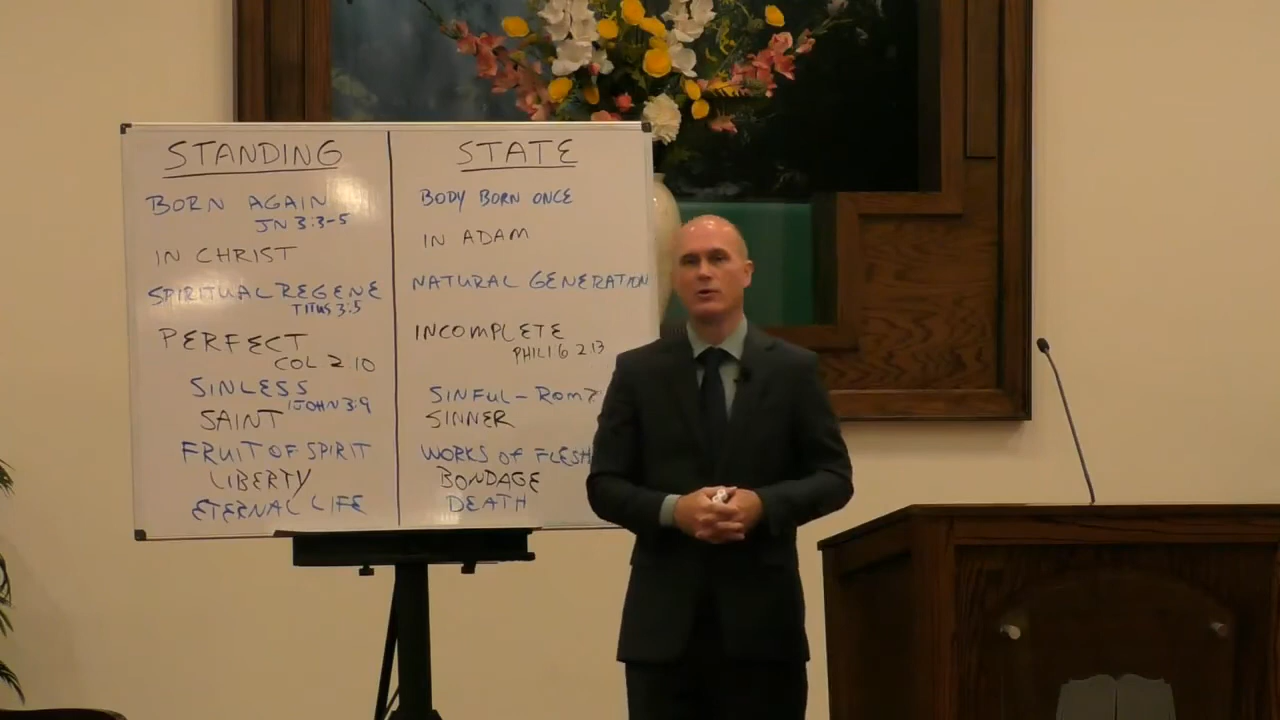 STANDING
BORN AGAIN
JN 3:3-5
IN CHRIST
SPIRITUAL REGENE
TITUS 3:5
PERFECT
COL 2 10
SINLESS
1JOHN 3:9
SAINT
FRUIT OF SPIRIT
LIBERTY
ETERNAL LIFE
STATE
BODY BORN ONCE
IN ADAM
NATURAL GENERATION
INCOMPLETE
PHIL 1:6 2:13
SINFUL - ROM 7
SINNER
WORKS OF FLESH
BONDAGE
DEATH